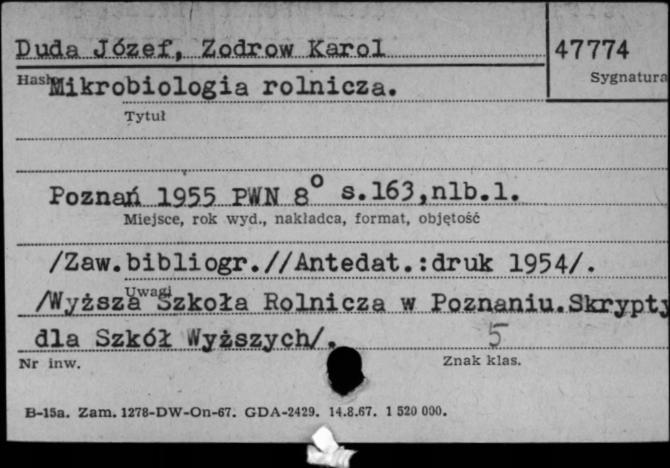 Duda Józef, Zodrow Karol 47774
Hasło Sygnatura
Mikrobiologia rolnicza.
Tytuł
Poznań 1955 PWN 8° s.163,nlb.1.
Miejsce, rok wyd., nakładca, format, objętość
/Zaw.bibliogr.//Antedat.:druk 1954/.
Uwagi
/Wyższa Szkoła Rolnicza w Poznaniu.Skrypty
dla Szkół Wyższych/. 5
Nr inw. Znak klas.
B-15a. Zam. 1278-DW-On-67. GDA-2429. 14.8.67. 1 520 000.